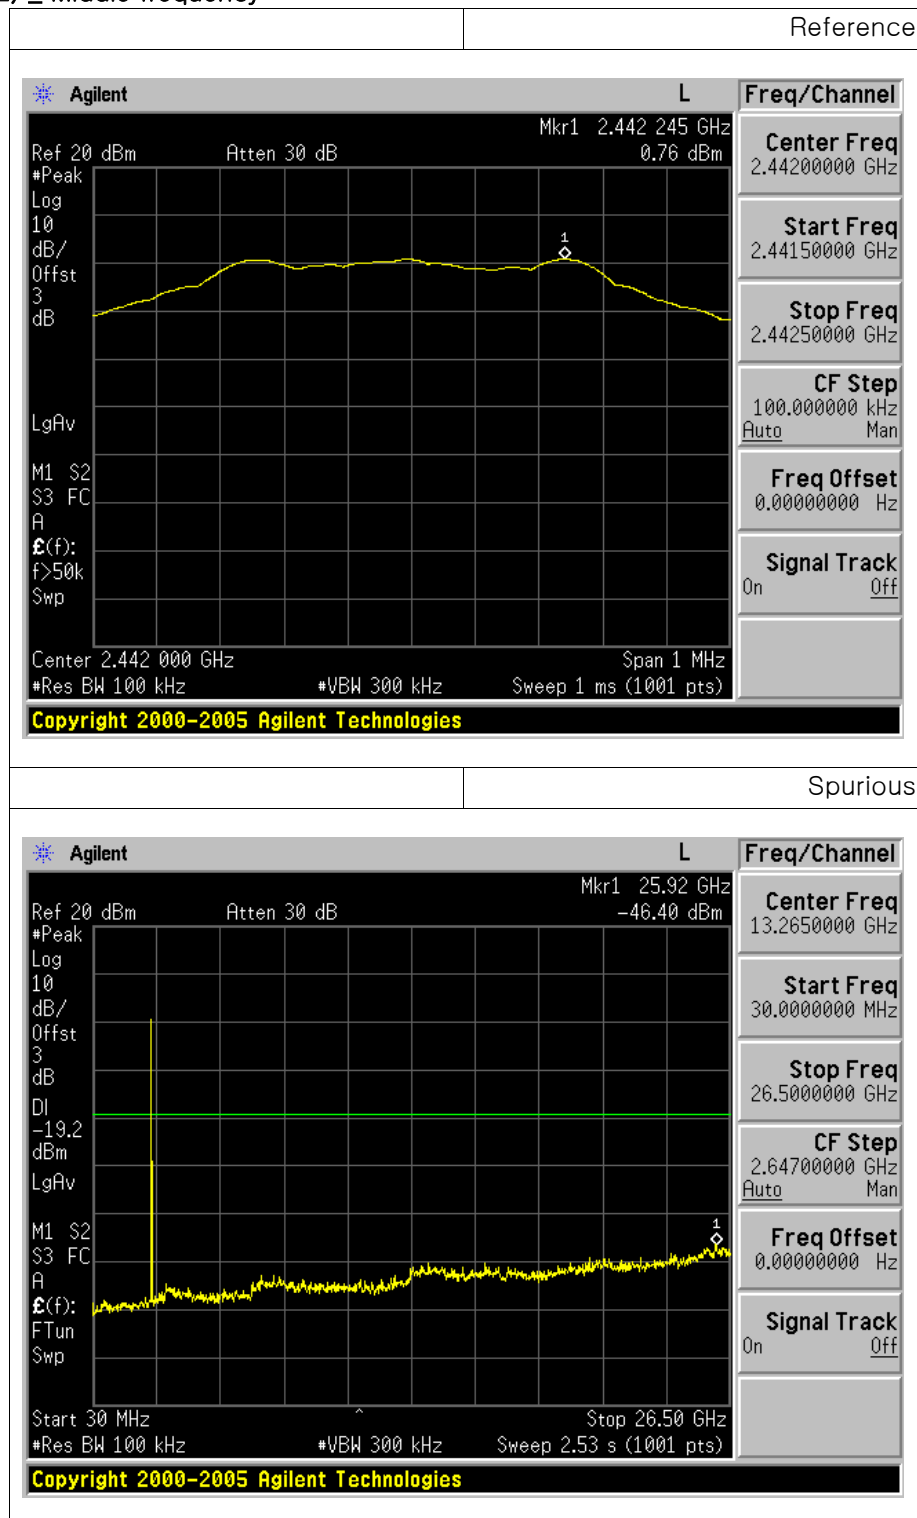 Middle frequency
Reference
Agilent L Freq/Channel
Mkr1 2.442 245 GHz
Ref 20 dBm Atten 30 dB 0.76 dBm
#Peak
Log
10
dB/
Offst
3
dB
LgAv
M1 S2
S3 FC
A
£(f):
f>50k
Swp
1
Center 2.442 000 GHz Span 1 MHz
#Res BW 100 kHz #VBW 300 kHz Sweep 1 ms (1001 pts)
Center Freq
2.44200000 GHz
Start Freq
2.44150000 GHz
Stop Freq
2.44250000 GHz
CF Step
100.000000 kHz
Auto Man
Freq Offset
0.00000000 Hz
Signal Track
On Off
Copyright 2000-2005 Agilent Technologies
Spurious
Agilent L Freq/Channel
Mkr1 25.92 GHz
Ref 20 dBm Atten 30 dB -46.40 dBm
#Peak
Log
10
dB/
Offst
3
dB
DI
-19.2
dBm
LgAv
M1 S2
S3 FC
A
£(f):
FTun
Swp
1
Start 30 MHz ^ Stop 26.50 GHz
#Res BW 100 kHz #VBW 300 kHz Sweep 2.53 s (1001 pts)
Center Freq
13.2650000 GHz
Start Freq
30.0000000 MHz
Stop Freq
26.5000000 GHz
CF Step
2.64700000 GHz
Auto Man
Freq Offset
0.00000000 Hz
Signal Track
On Off
Copyright 2000-2005 Agilent Technologies